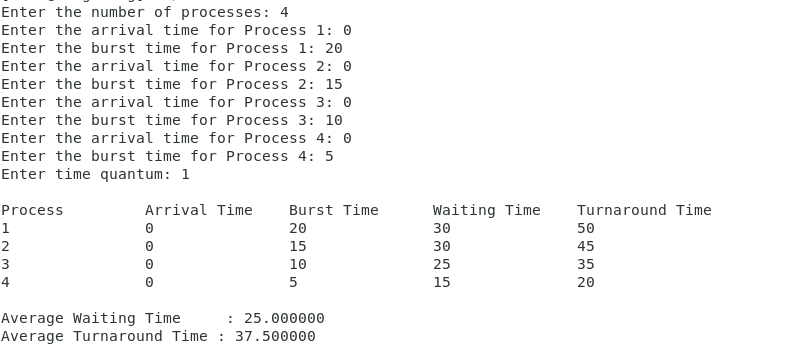 Enter the number of processes: 4
Enter the arrival time for Process 1: 0
Enter the burst time for Process 1: 20
Enter the arrival time for Process 2: 0
Enter the burst time for Process 2: 15
Enter the arrival time for Process 3: 0
Enter the burst time for Process 3: 10
Enter the arrival time for Process 4: 0
Enter the burst time for Process 4: 5
Enter time quantum: 1
Process Arrival Time Burst Time Waiting Time Turnaround Time
1 0 20 30 50
2 0 15 30 45
3 0 10 25 35
4 0 5 15 20
Average Waiting Time : 25.000000
Average Turnaround Time : 37.500000